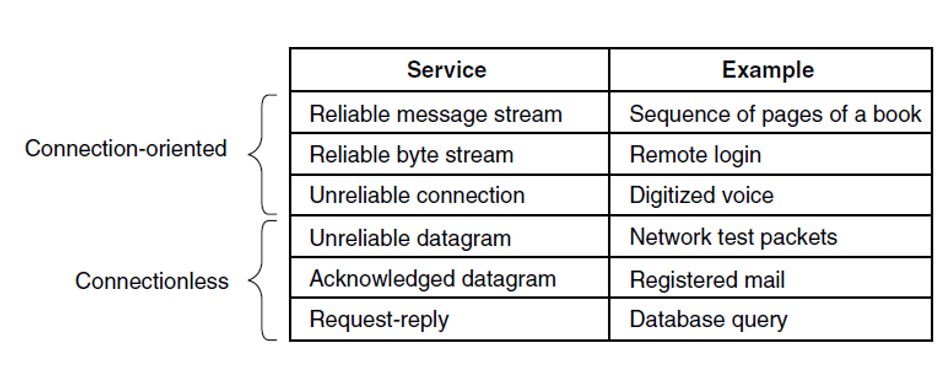 Service Example
Reliable message stream Sequence of pages of a book
Connection-oriented Reliable byte stream Remote login
Unreliable connection Digitized voice
Unreliable datagram Network test packets
Connectionless Acknowledged datagram Registered mail
Request-reply Database query